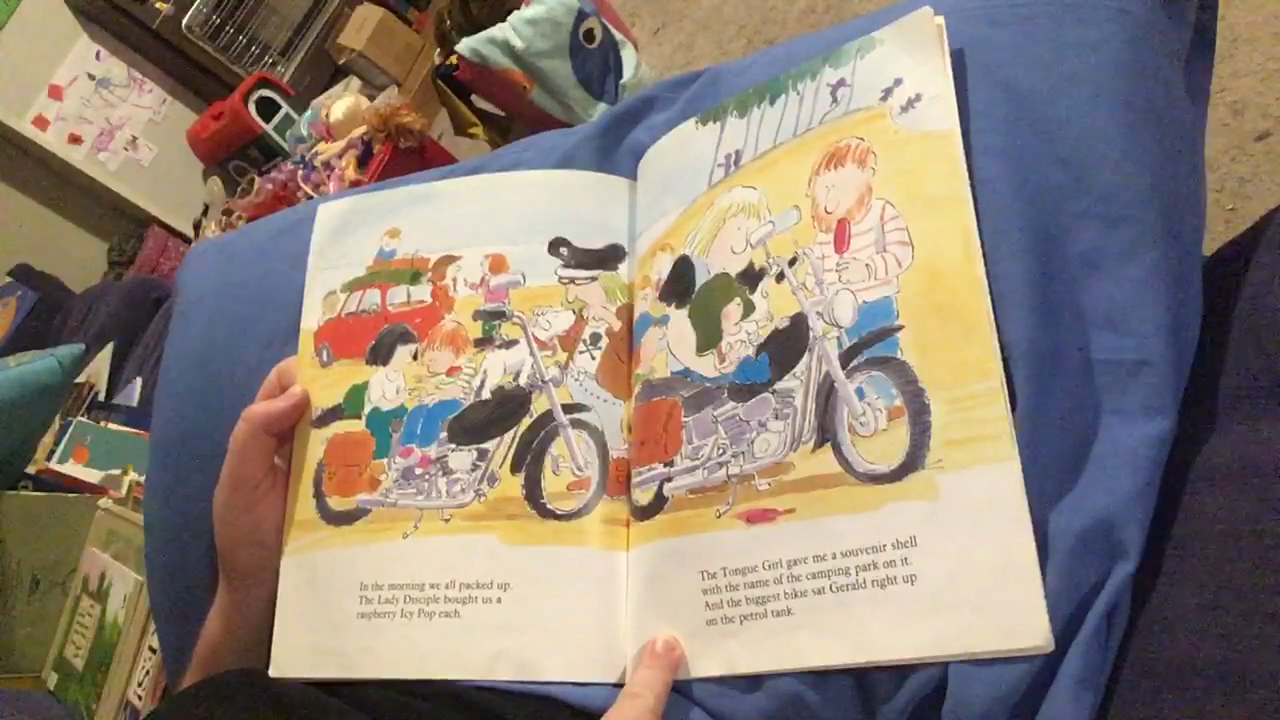 In the morning we all packed up.
The Lady Disciple bought us a
raspberry Icy Pop each.
The Tongue Girl gave me a souvenir shell
with the name of the camping park on it.
And the biggest bikie sat Gerald right up
on the petrol tank.